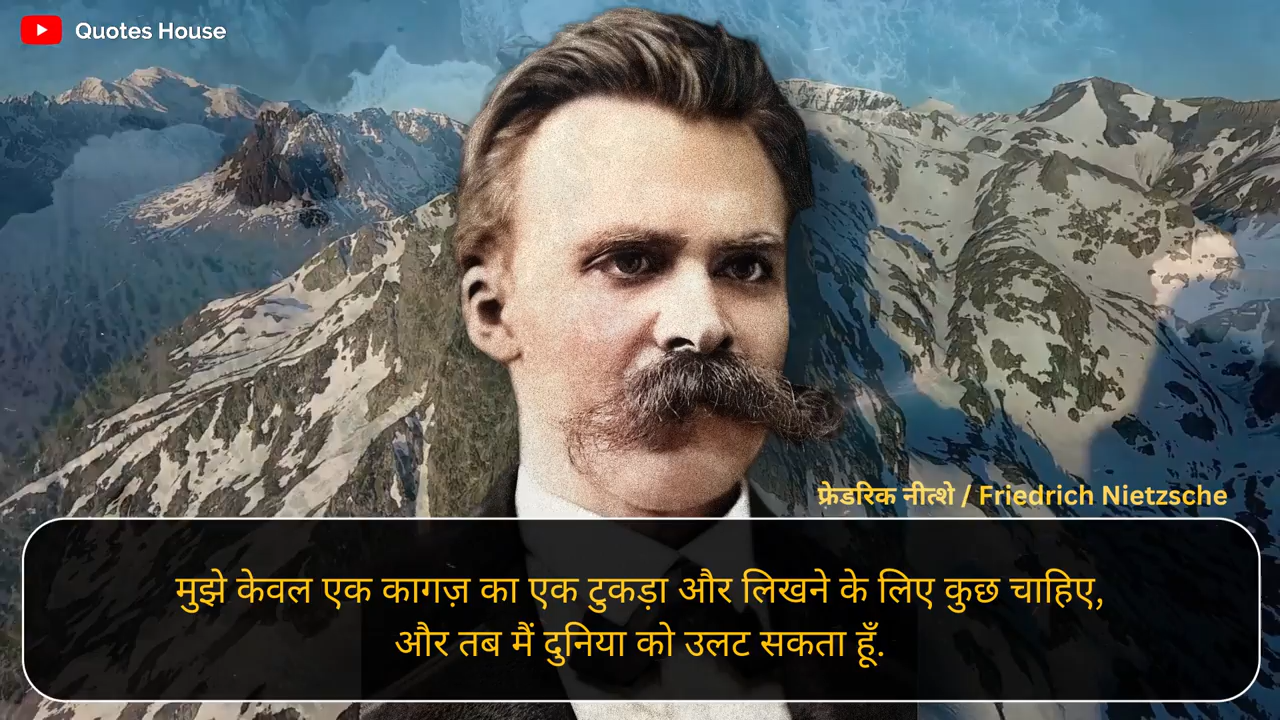 Quotes House
फ्रेडरिक नीत्शे / Friedrich Nietzsche
मुझे केवल एक कागज़ का एक टुकड़ा और लिखने के लिए कुछ चाहिए,
और तब मैं दुनिया को उलट सकता हूँ.